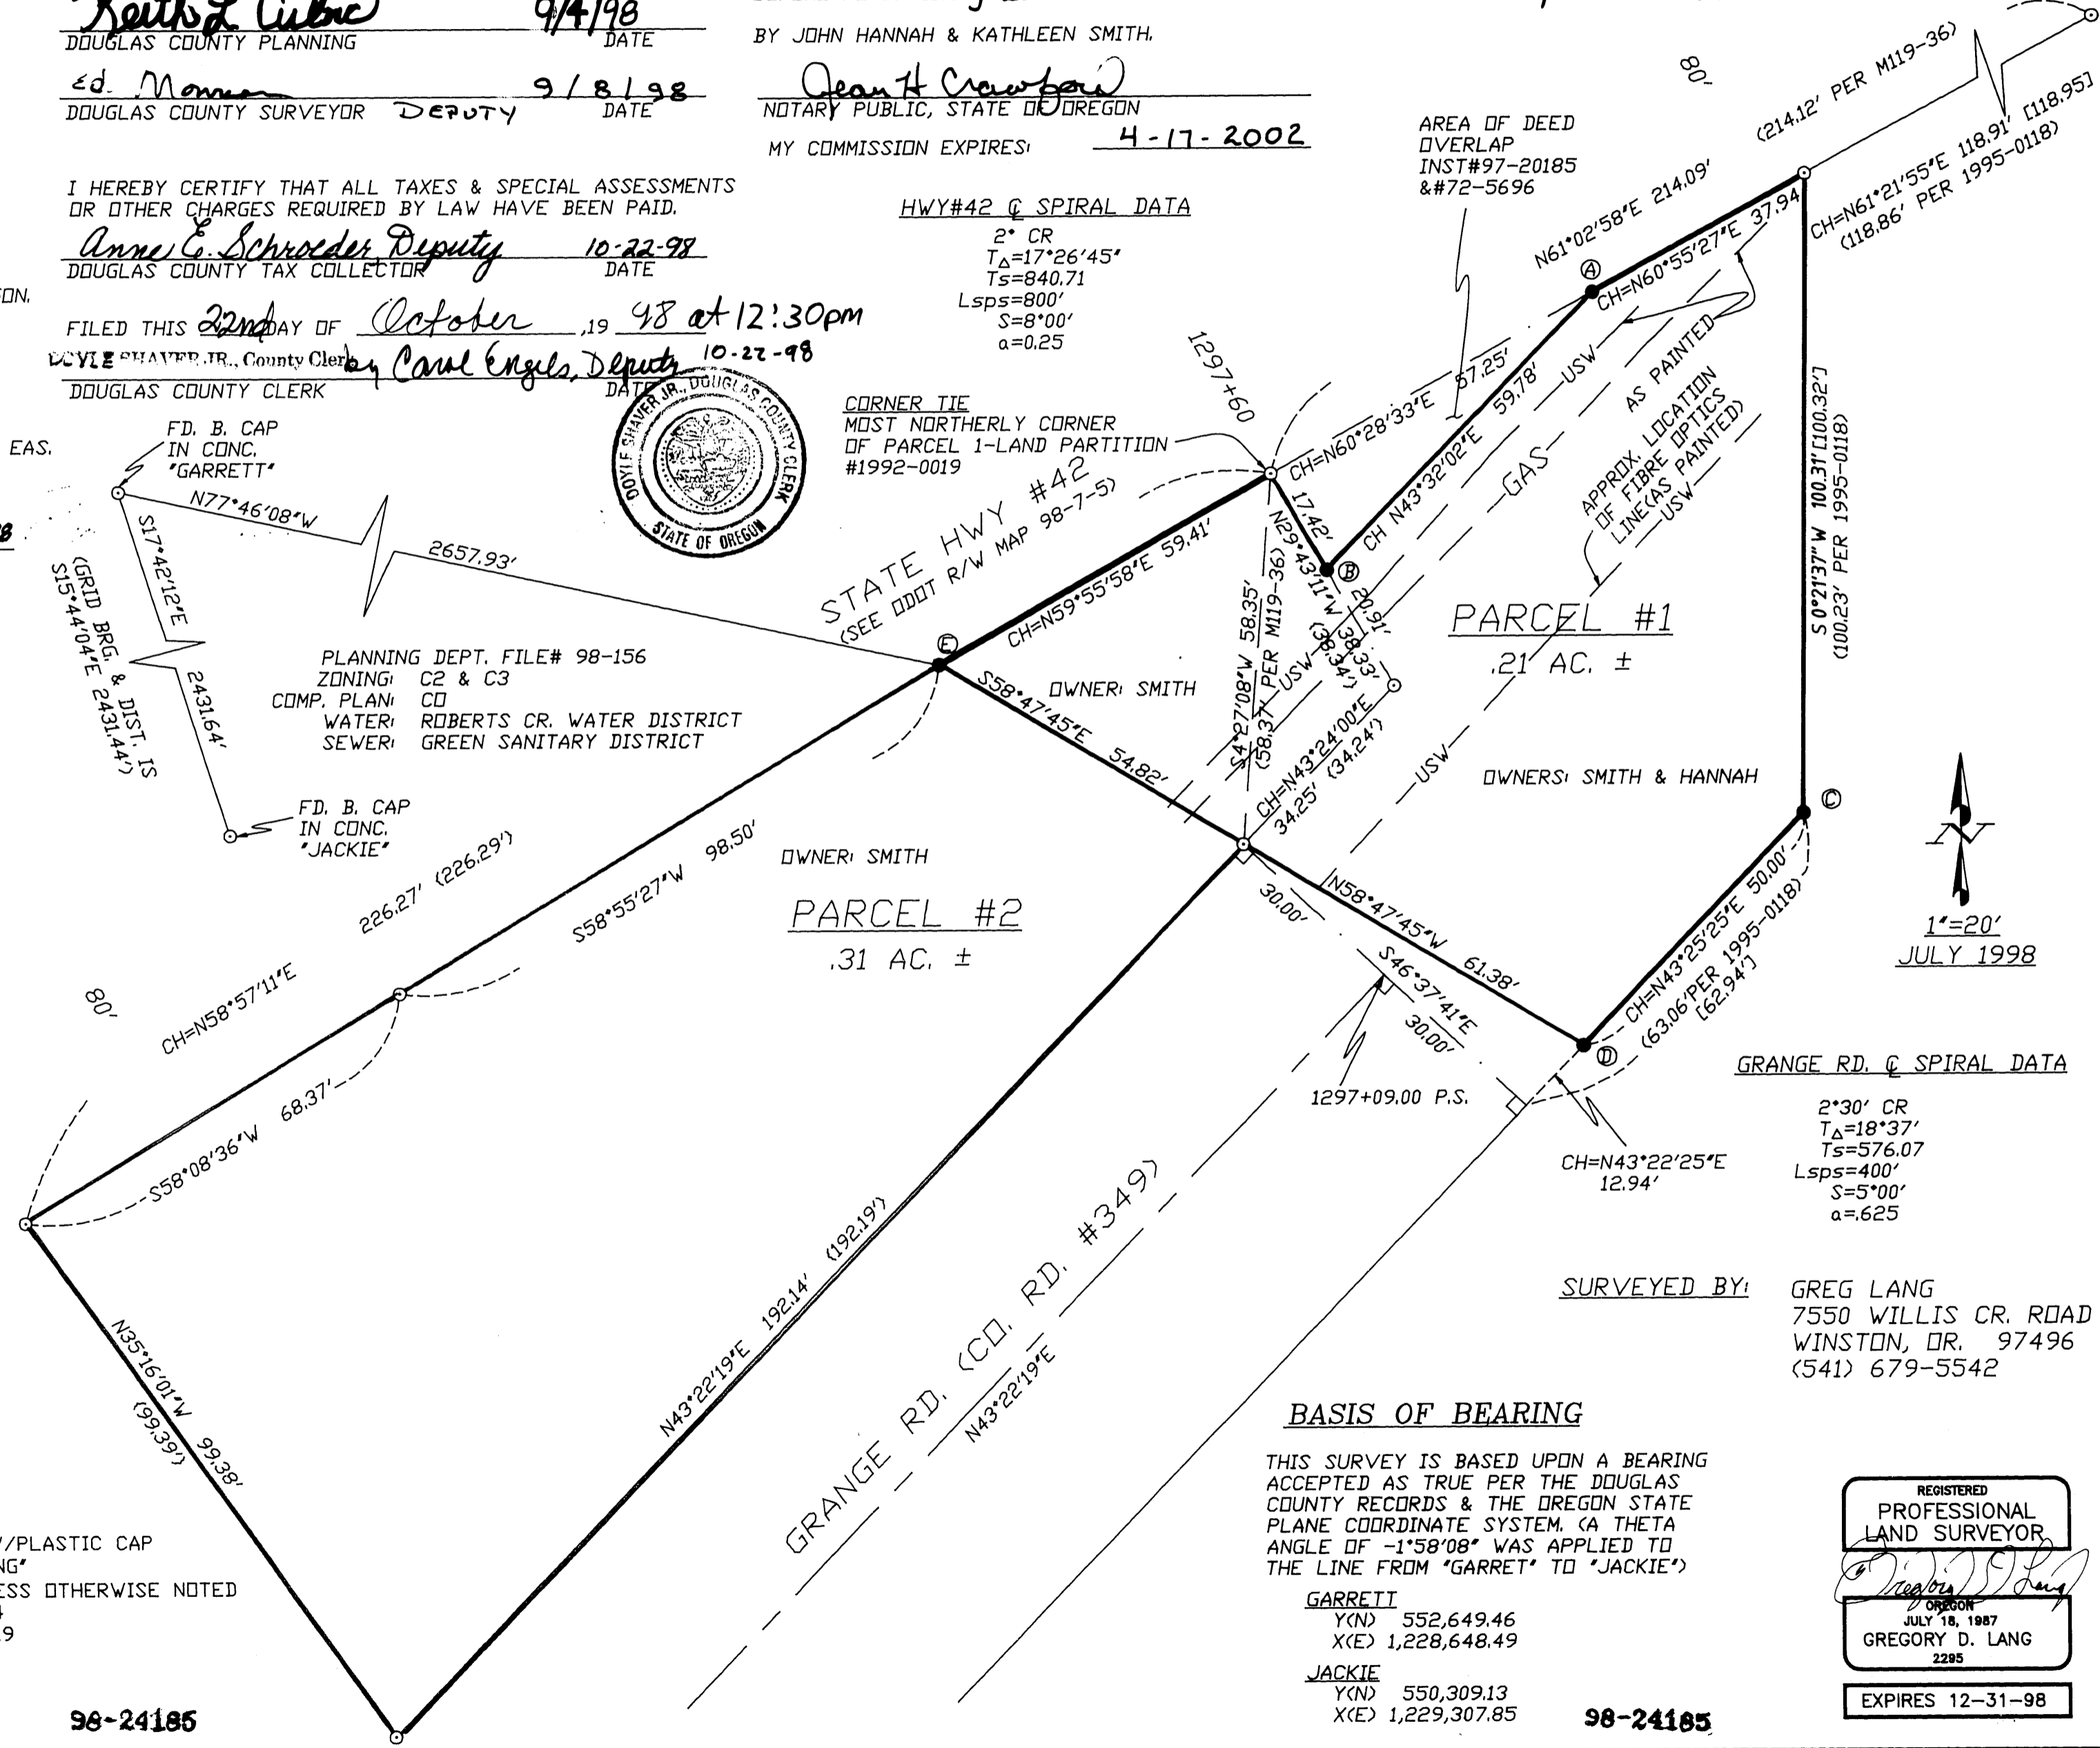 Keith L. Cubic 9/4/98
DOUGLAS COUNTY PLANNING DATE
Ed. 9/8/98
DOUGLAS COUNTY SURVEYOR DEPUTY DATE
I HEREBY CERTIFY THAT ALL TAXES & SPECIAL ASSESSMENTS
OR OTHER CHARGES REQUIRED BY LAW HAVE BEEN PAID.
Anne E. Schroeder, Deputy 10-22-98
DOUGLAS COUNTY TAX COLLECTOR DATE
ON.
FILED THIS 22nd DAY OF October ,19 98 at 12:30pm
DOYLE SHAVER JR., County Clerk by Carol Engels, Deputy 10-22-98
DOUGLAS COUNTY CLERK DATE
DOYLE SHAVER JR., DOUGLAS COUNTY CLERK
STATE OF OREGON
BY JOHN HANNAH & KATHLEEN SMITH.
Jean H Crawford
NOTARY PUBLIC, STATE OF OREGON
MY COMMISSION EXPIRES: 4-17-2002
HWY#42 ℄ SPIRAL DATA
2° CR
T△=17°26'45"
Ts=840.71
Lsps=800'
S=8°00'
a=0.25
CORNER TIE
MOST NORTHERLY CORNER
OF PARCEL 1-LAND PARTITION
#1992-0019
1297+60
AREA OF DEED
OVERLAP
INST#97-20185
&#72-5696
80'
(214.12' PER M119-36)
N61°02'58"E 214.09'
CH=N61°21'55"E 118.91' [118.95]
(118.86' PER 1995-0118)
A
CH=N60°55'27"E 37.94
CH=N60°28'33"E 57.25'
CH N43°32'02"E 59.78'
USW
GAS
AS PAINTED
APPROX. LOCATION
OF FIBRE OPTICS
LINE(AS PAINTED)
USW
S 0°21'37" W 100.31' [100.32']
(100.23' PER 1995-0118)
EAS.
FD. B. CAP
IN CONC.
"GARRETT"
N77°46'08"W 2657.93'
S17°42'12"E 2431.64'
(GRID BRG. & DIST. IS
S15°44'04"E 2431.44')
FD. B. CAP
IN CONC.
"JACKIE"
PLANNING DEPT. FILE# 98-156
ZONING: C2 & C3
COMP. PLAN: CO
WATER: ROBERTS CR. WATER DISTRICT
SEWER: GREEN SANITARY DISTRICT
STATE HWY #42
(SEE ODOT R/W MAP 98-7-5)
E
CH=N59°55'58"E 59.41'
17.42'
B
N29°43'11"W 38.33'
(38.34')
20.91'
S4°27'08"W 58.35'
(58.37' PER M119-36)
USW
OWNER: SMITH
S58°47'45"E 54.82'
CH=N43°24'00"E
34.25' (34.24')
USW
PARCEL #1
.21 AC. ±
OWNERS: SMITH & HANNAH
C
CH=N43°25'25"E 50.00'
(63.06'PER 1995-0118)
[62.94']
N
1"=20'
JULY 1998
226.27' (226.29')
CH=N58°57'11"E
80'
S58°55'27"W 98.50'
S58°08'36"W 68.37'
OWNER: SMITH
PARCEL #2
.31 AC. ±
30.00'
N58°47'45"W 61.38'
S46°37'41"E
30.00'
D
1297+09.00 P.S.
CH=N43°22'25"E
12.94'
GRANGE RD. ℄ SPIRAL DATA
2°30' CR
T△=18°37'
Ts=576.07
Lsps=400'
S=5°00'
a=.625
N35°16'01"W 99.38'
(99.39')
N43°22'19"E 192.14' (192.19')
GRANGE RD. (CO. RD. #349)
N43°22'19"E
SURVEYED BY: GREG LANG
7550 WILLIS CR. ROAD
WINSTON, OR. 97496
(541) 679-5542
BASIS OF BEARING
THIS SURVEY IS BASED UPON A BEARING
ACCEPTED AS TRUE PER THE DOUGLAS
COUNTY RECORDS & THE OREGON STATE
PLANE COORDINATE SYSTEM. (A THETA
ANGLE OF -1°58'08" WAS APPLIED TO
THE LINE FROM "GARRET" TO "JACKIE")
GARRETT
Y(N) 552,649.46
X(E) 1,228,648.49
JACKIE
Y(N) 550,309.13
X(E) 1,229,307.85
REGISTERED
PROFESSIONAL
LAND SURVEYOR
Gregory D. Lang
OREGON
JULY 18, 1987
GREGORY D. LANG
2295
EXPIRES 12-31-98
/PLASTIC CAP
NG"
ESS OTHERWISE NOTED
9
98-24185
98-24185